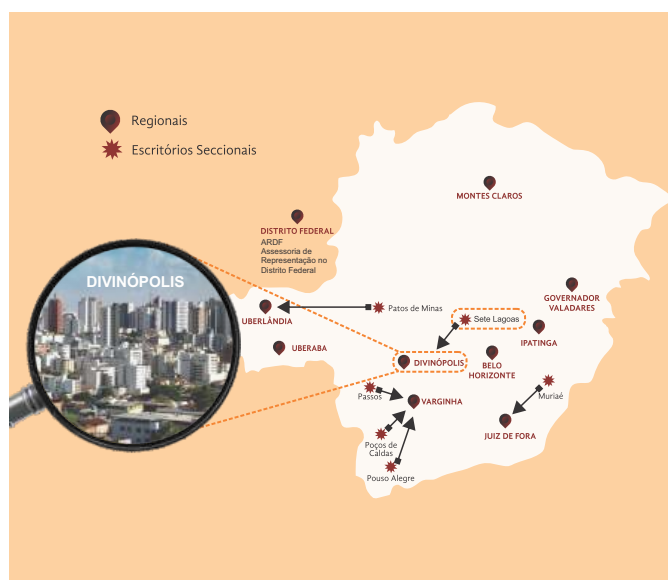 Regionais
Escritórios Seccionais
MONTES CLAROS
DISTRITO FEDERAL
ARDF
Assessoria de
Representação no
Distrito Federal
DIVINÓPOLIS
GOVERNADOR
VALADARES
Patos de Minas
UBERLÂNDIA
Sete Lagoas
IPATINGA
UBERABA
DIVINÓPOLIS
BELO
HORIZONTE
Passos
VARGINHA
Muriaé
JUIZ DE FORA
Poços de
Caldas
Pouso Alegre